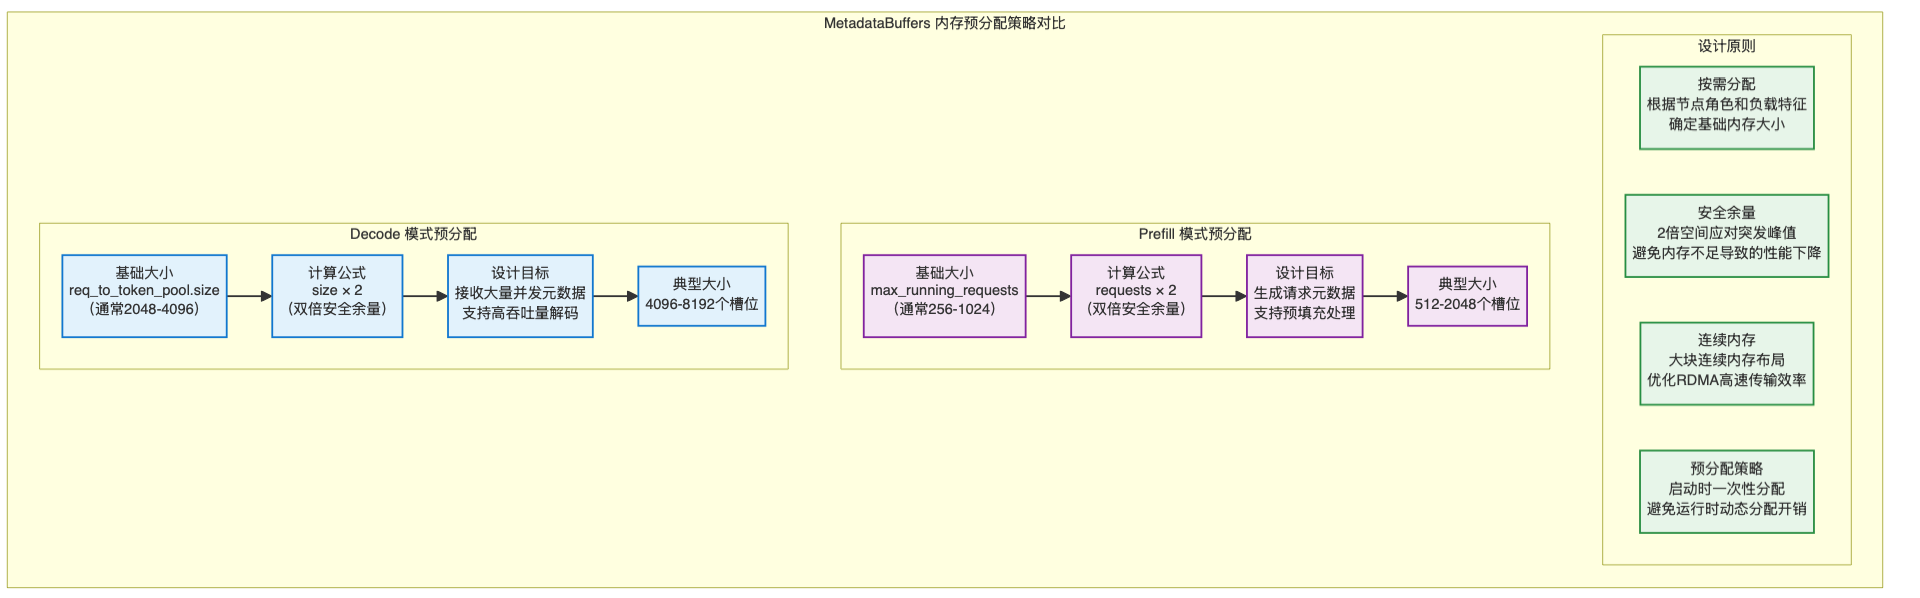 MetadataBuffers 内存预分配策略对比
Decode 模式预分配
基础大小
req_to_token_pool.size
（通常2048-4096）
计算公式
size × 2
（双倍安全余量）
设计目标
接收大量并发元数据
支持高吞吐量解码
典型大小
4096-8192个槽位
Prefill 模式预分配
基础大小
max_running_requests
（通常256-1024）
计算公式
requests × 2
（双倍安全余量）
设计目标
生成请求元数据
支持预填充处理
典型大小
512-2048个槽位
设计原则
按需分配
根据节点角色和负载特征
确定基础内存大小
安全余量
2倍空间应对突发峰值
避免内存不足导致的性能下降
连续内存
大块连续内存布局
优化RDMA高速传输效率
预分配策略
启动时一次性分配
避免运行时动态分配开销